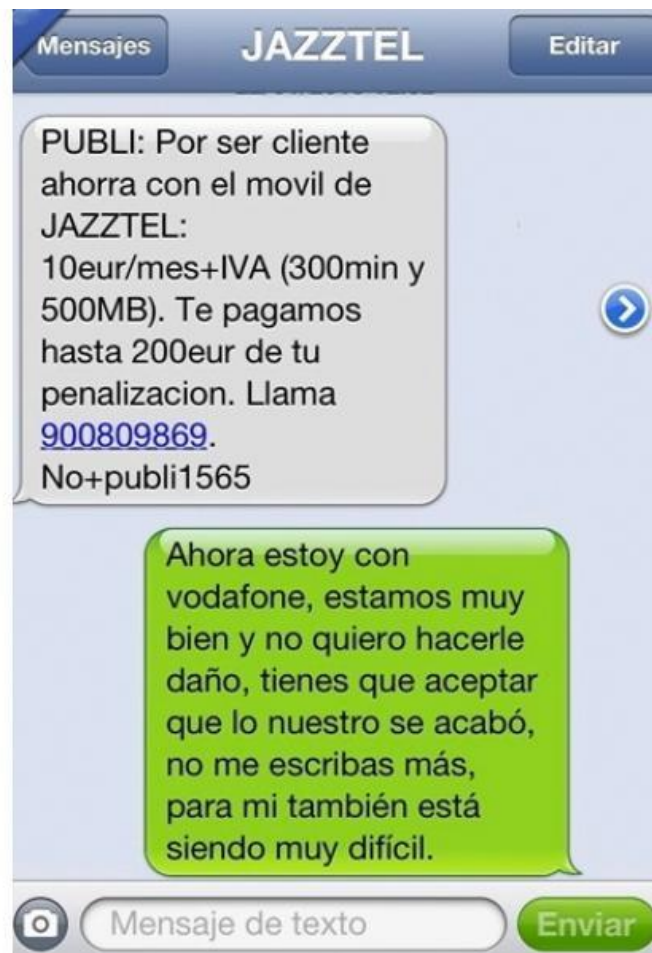 Mensajes
JAZZTEL
Editar
PUBLI: Por ser cliente
ahorra con el movil de
JAZZTEL:
10eur/mes+IVA (300min y
500MB). Te pagamos
hasta 200eur de tu
penalizacion. Llama
900809869.
No+publi1565
Ahora estoy con
vodafone, estamos muy
bien y no quiero hacerle
daño, tienes que aceptar
que lo nuestro se acabó,
no me escribas más,
para mi también está
siendo muy difícil.
Mensaje de texto
Enviar